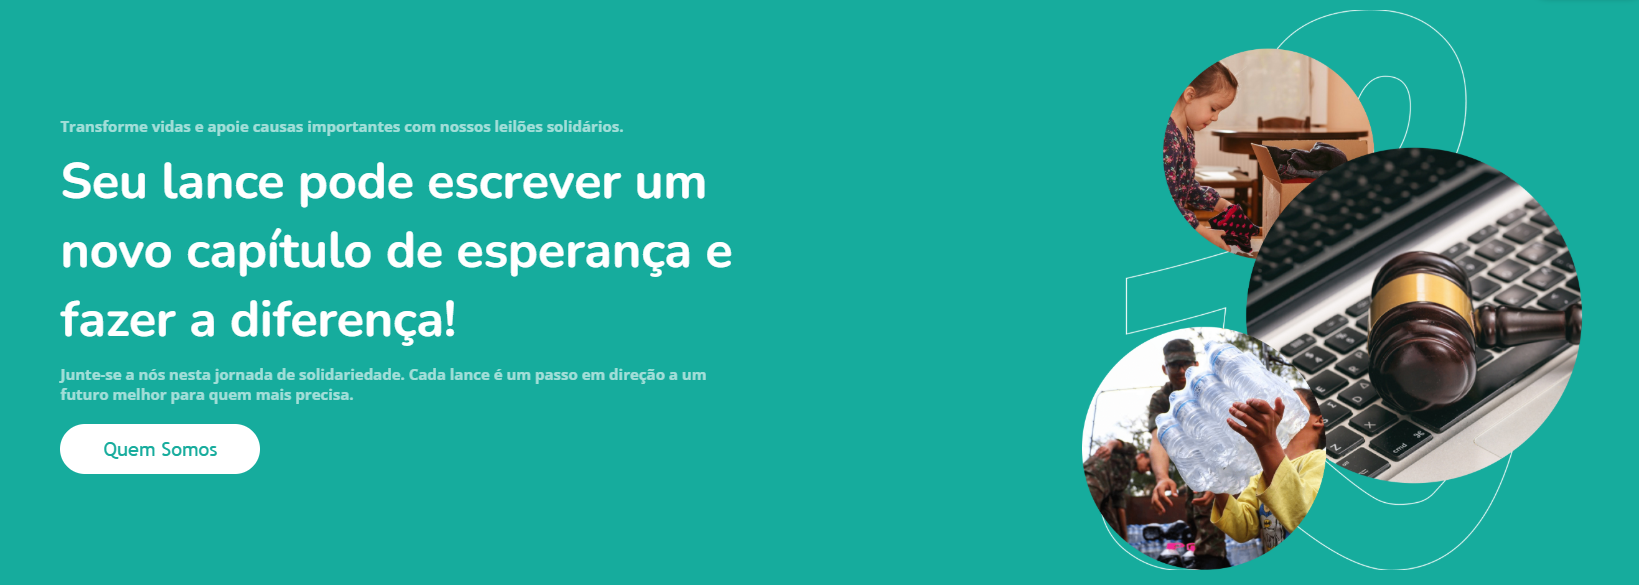 Transforme vidas e apoie causas importantes com nossos leilões solidários.
Seu lance pode escrever um
novo capítulo de esperança e
fazer a diferença!
Junte-se a nós nesta jornada de solidariedade. Cada lance é um passo em direção a um
futuro melhor para quem mais precisa.
Quem Somos